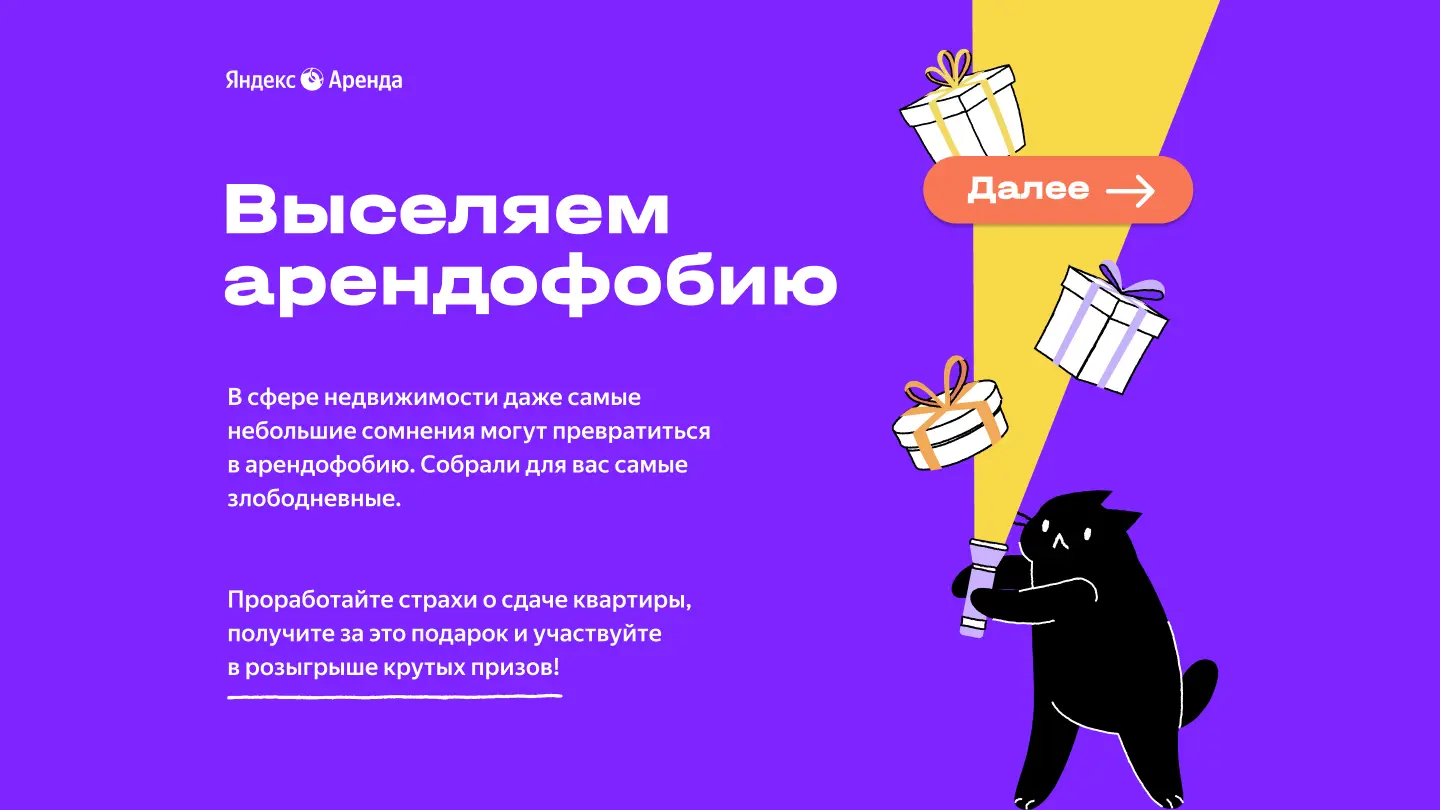 Яндекс Аренда
Выселяем
арендофобию
Далее
В сфере недвижимости даже самые
небольшие сомнения могут превратиться
в арендофобию. Собрали для вас самые
злободневные.
Проработайте страхи о сдаче квартиры,
получите за это подарок и участвуйте
в розыгрыше крутых призов!